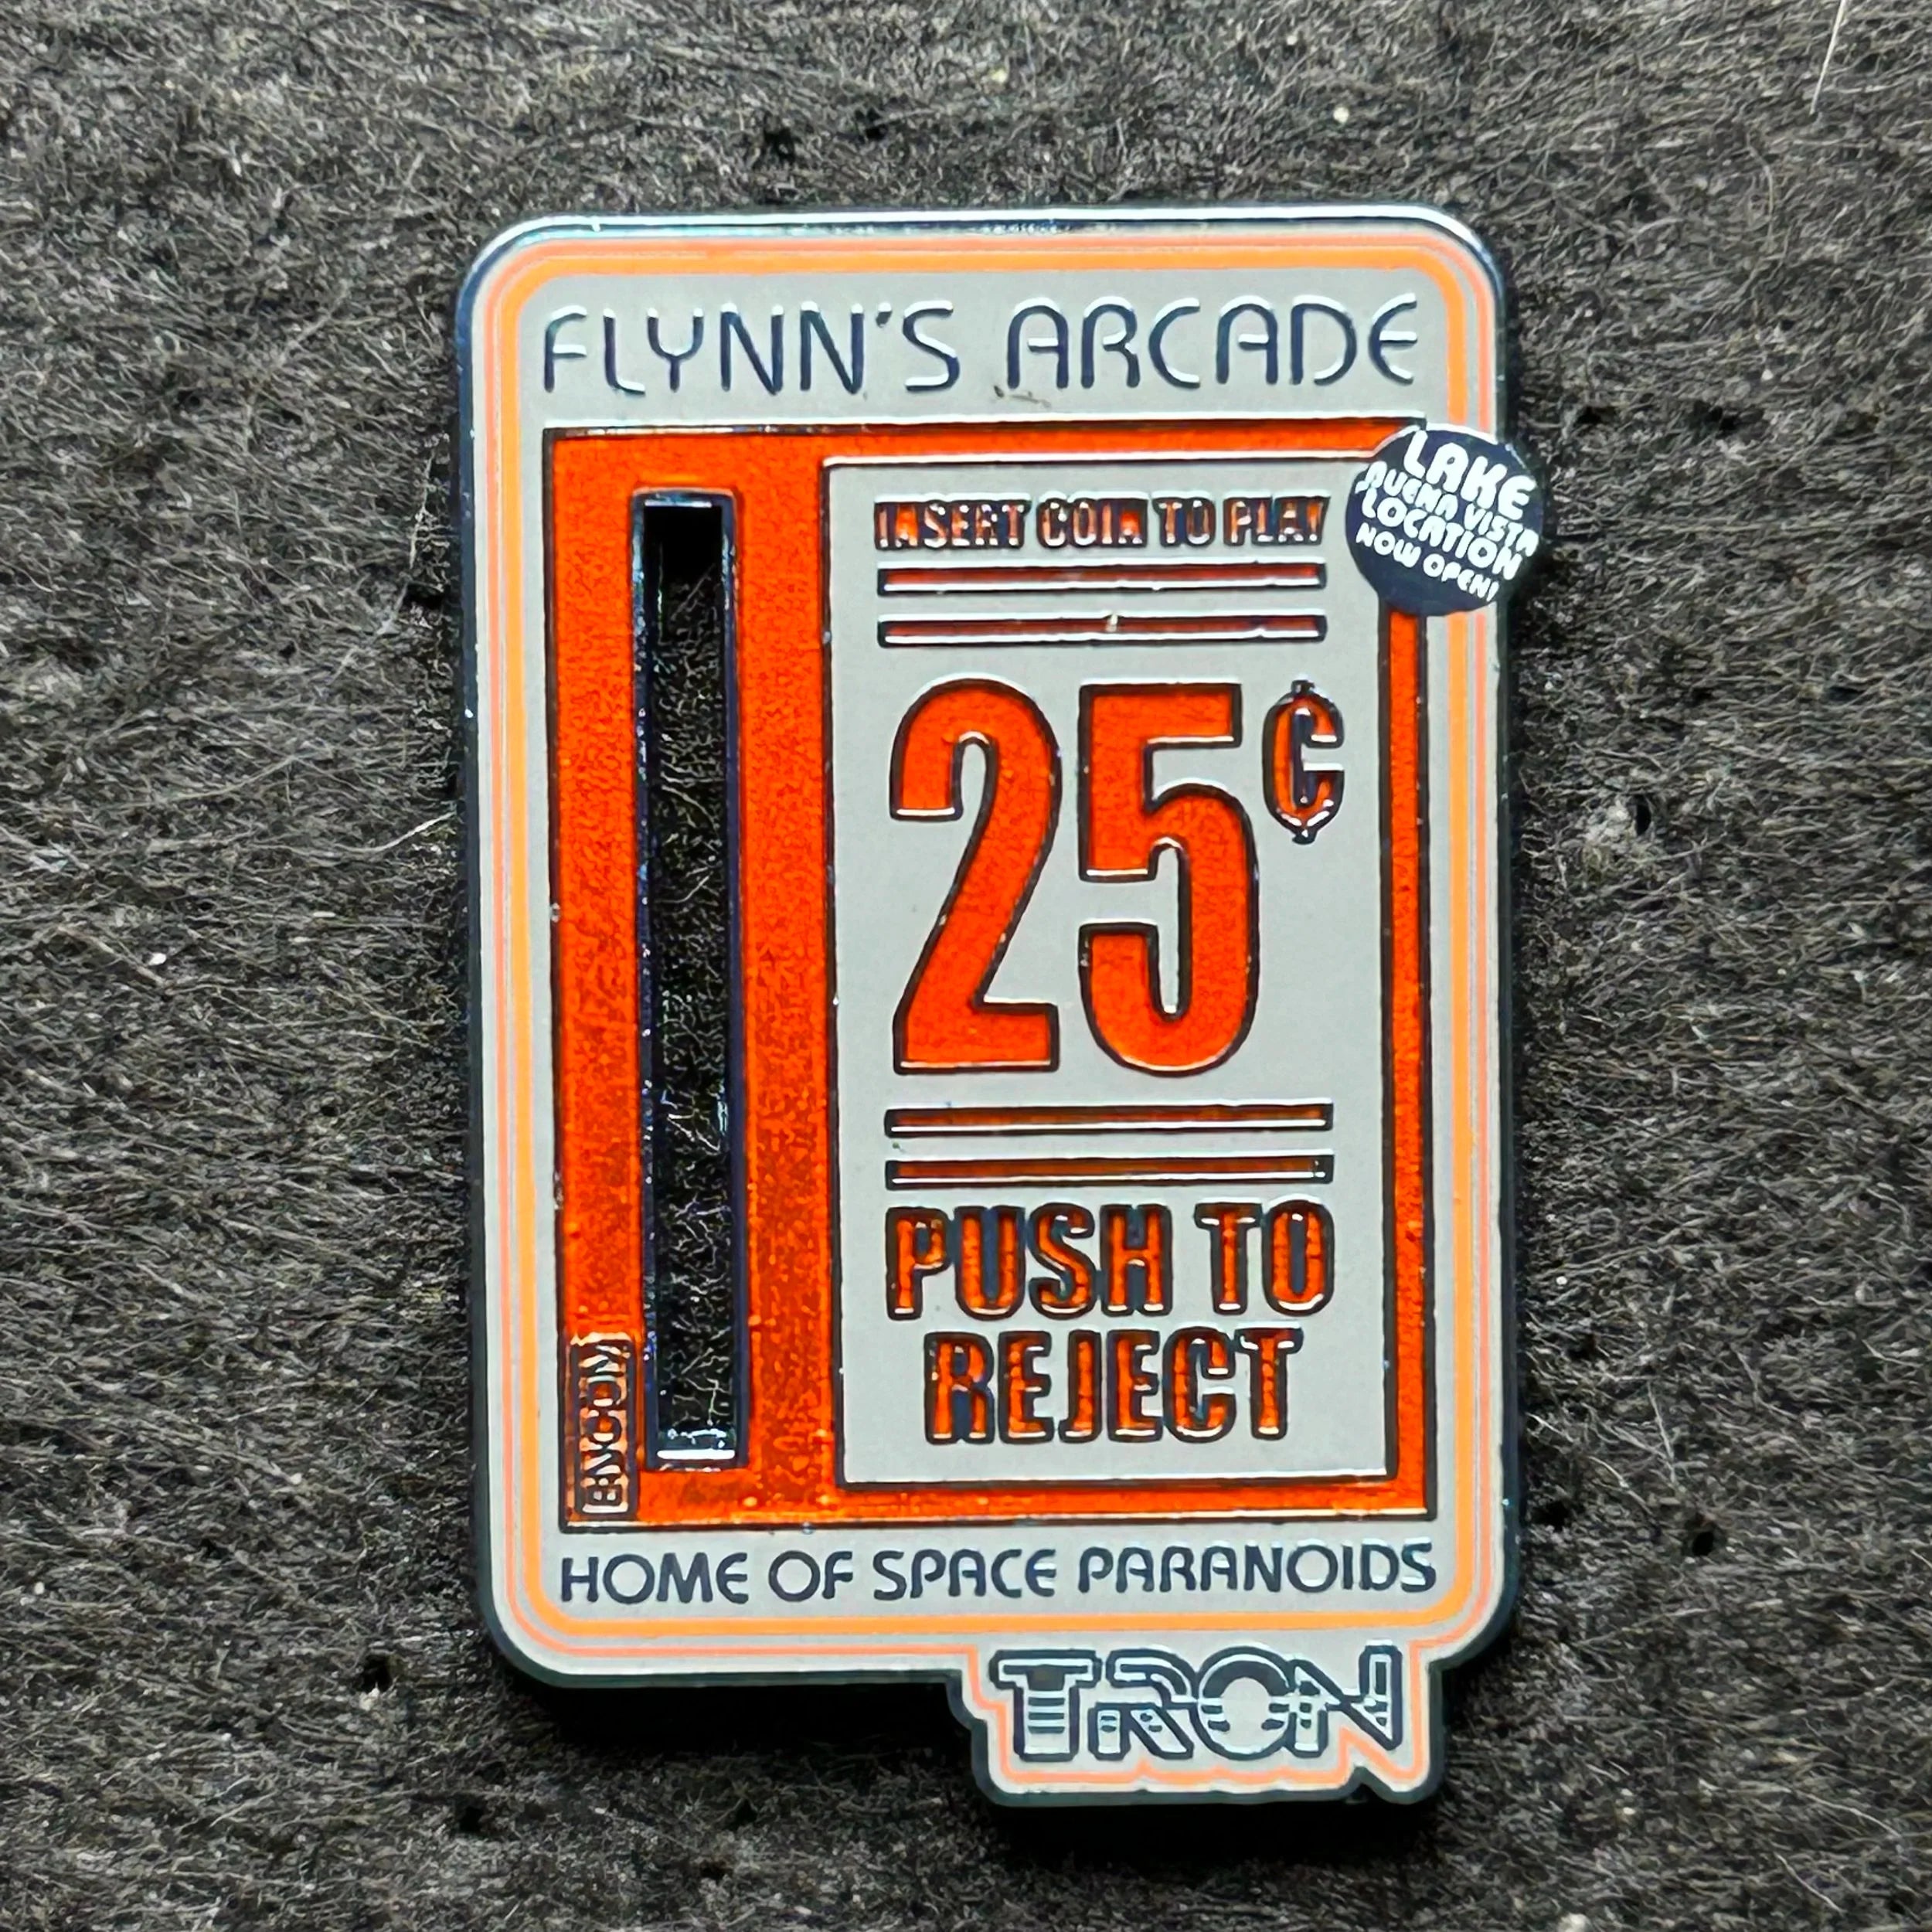 FLYNN'S ARCADE
LAKE
BUENA VISTA
LOCATION
NOW OPEN!
INSERT COIN TO PLAY
25¢
PUSH TO
REJECT
ENCOM
HOME OF SPACE PARANOIDS
TRON